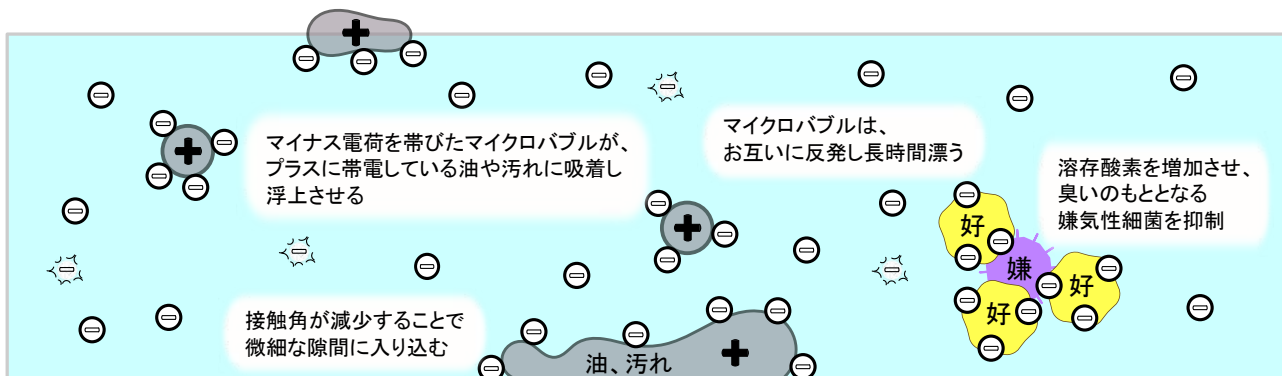 マイナス電荷を帯びたマイクロバブルが、
プラスに帯電している油や汚れに吸着し
浮上させる
マイクロバブルは、
お互いに反発し長時間漂う
溶存酸素を増加させ、
臭いのもととなる
嫌気性細菌を抑制
好
嫌
好
好
接触角が減少することで
微細な隙間に入り込む
油、汚れ